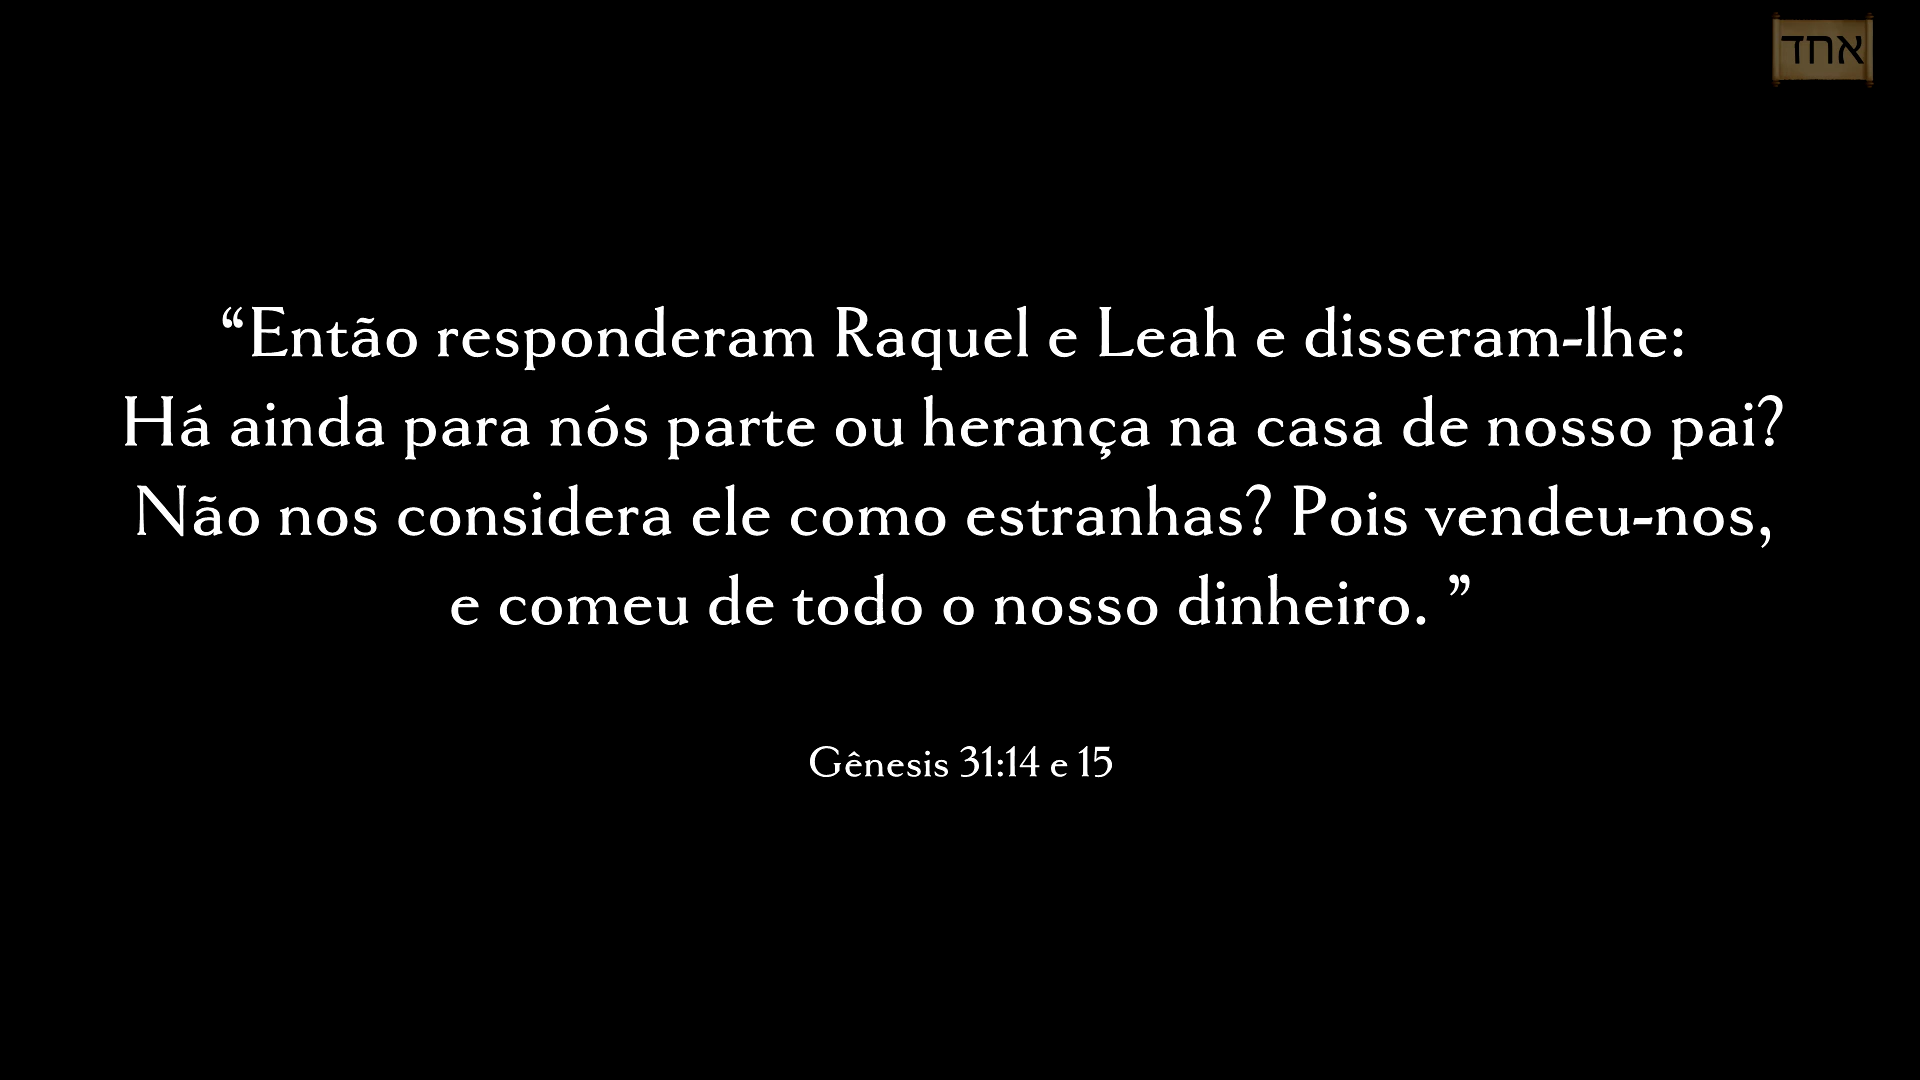 אחד
“Então responderam Raquel e Leah e disseram-lhe:
Há ainda para nós parte ou herança na casa de nosso pai?
Não nos considera ele como estranhas? Pois vendeu-nos,
e comeu de todo o nosso dinheiro. ”
Gênesis 31:14 e 15